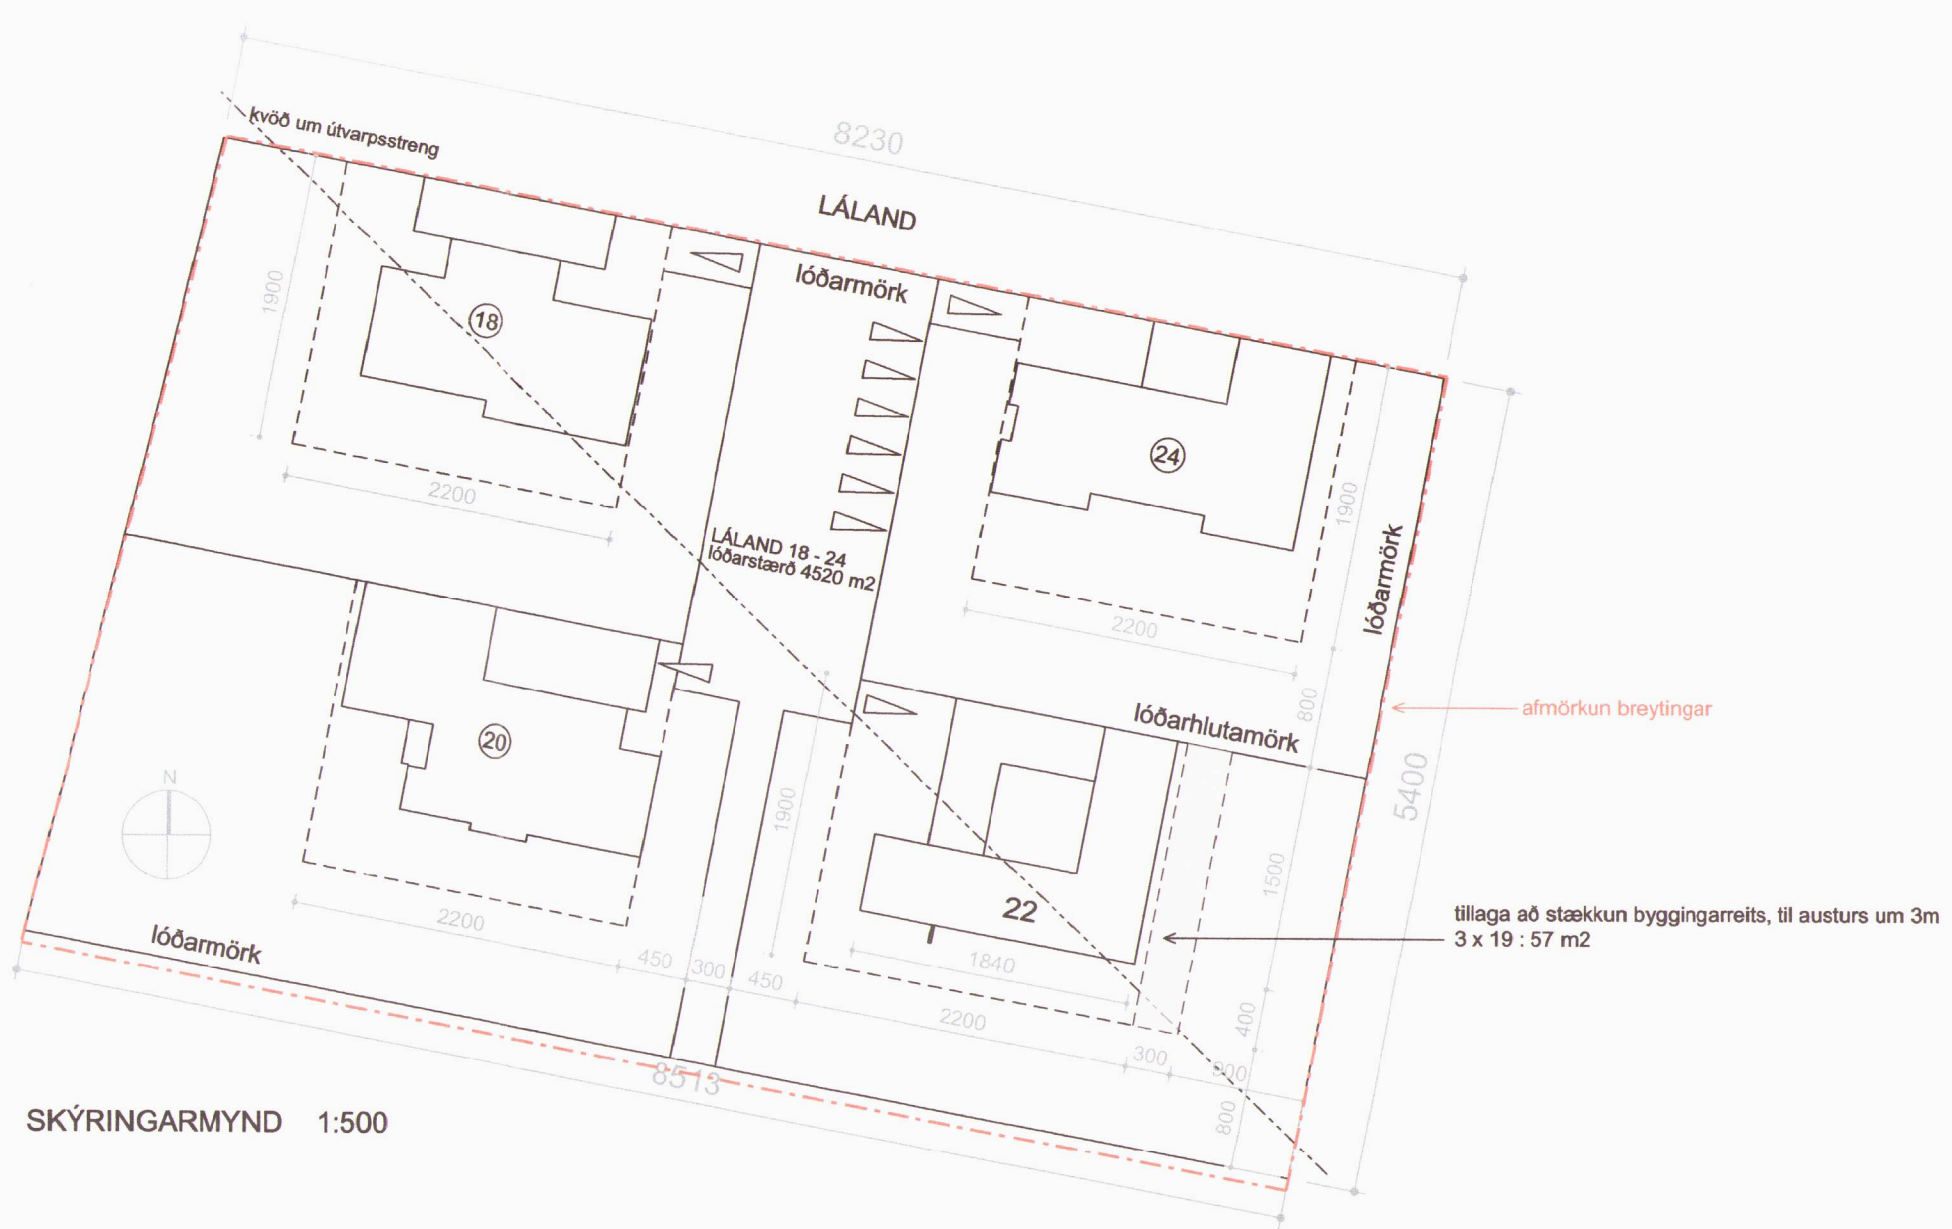 8230
kvöð um útvarpsstreng
LÁLAND
lóðarmörk
1900
18
24
1900
2200
lóðarmörk
LÁLAND 18 - 24
lóðarstærð 4520 m2
2200
800
afmörkun breytingar
lóðarhlutamörk
20
5400
N
1900
1500
22
tillaga að stækkun byggingarreits, til austurs um 3m
3 x 19 : 57 m2
2200
lóðarmörk
450
300
450
1840
2200
400
300
900
800
8513
SKÝRINGARMYND 1:500